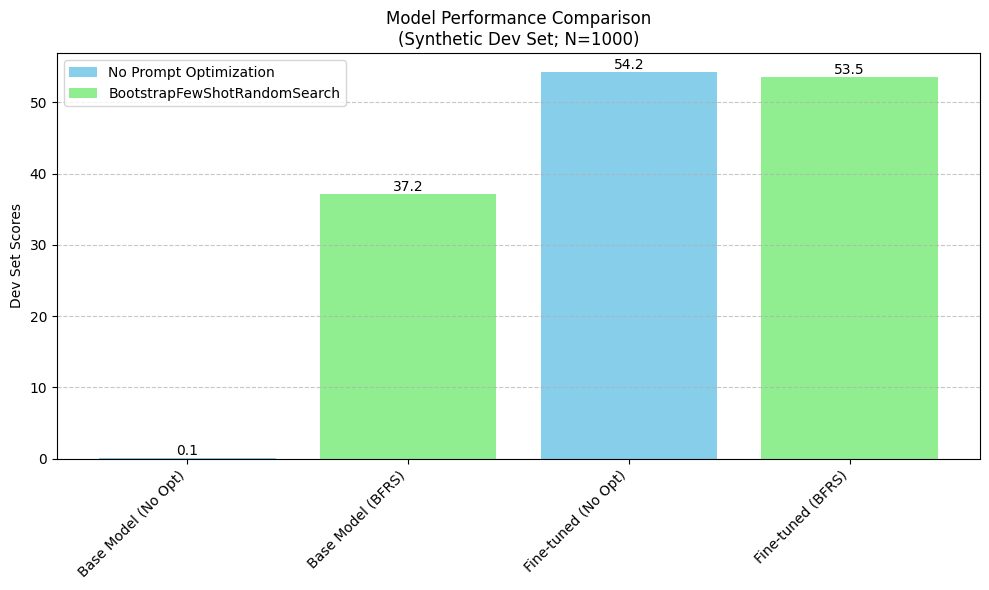 Model Performance Comparison
(Synthetic Dev Set; N=1000)
No Prompt Optimization
BootstrapFewShotRandomSearch
Dev Set Scores
50
40
30
20
10
0
0.1
37.2
54.2
53.5
Base Model (No Opt)
Base Model (BFRS)
Fine-tuned (No Opt)
Fine-tuned (BFRS)